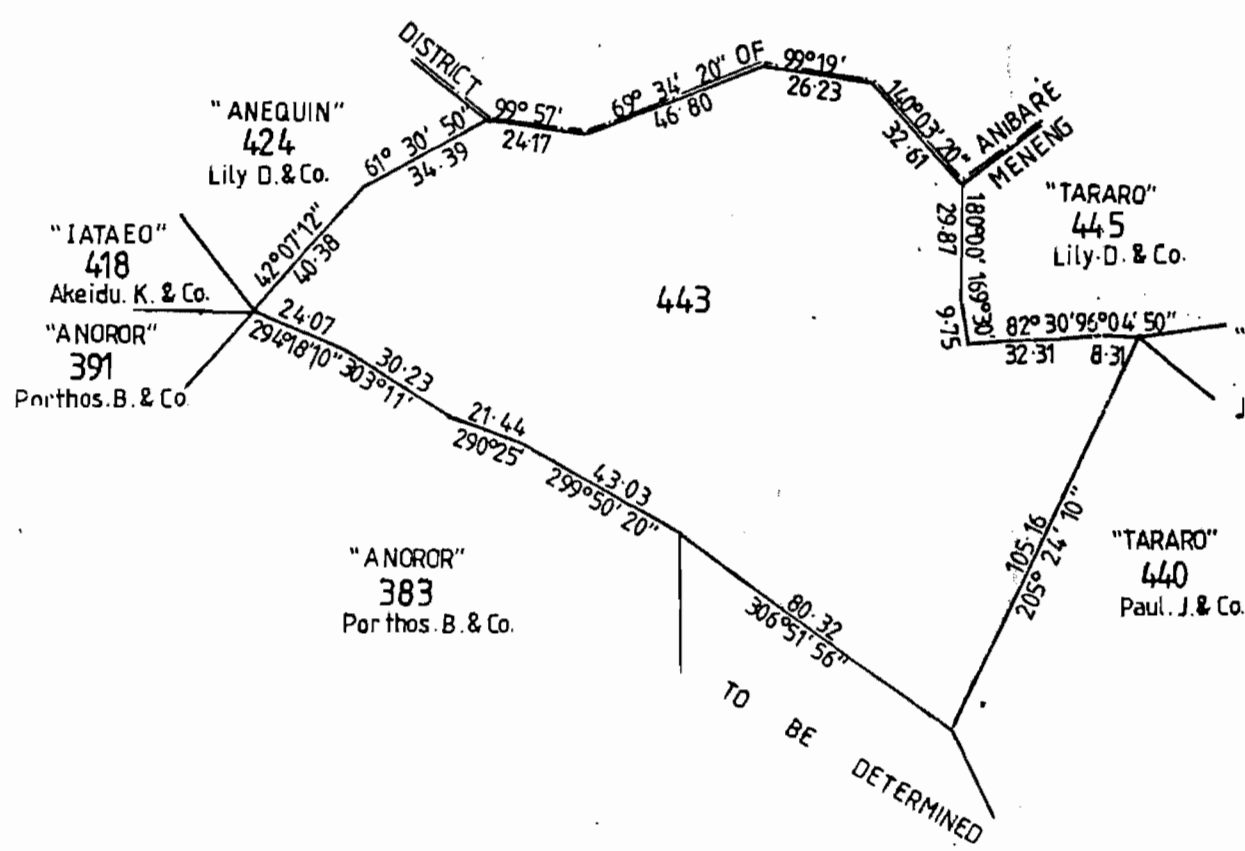 DISTRICT OF
ANIBARE
MENENG
"ANEQUIN"
424
Lily D.& Co.
"IATAEO"
418
Akeidu. K. & Co.
"ANOROR"
391
Porthos.B. & Co.
"TARARO"
445
Lily.D. & Co.
443
"ANOROR"
383
Porthos.B.& Co.
"TARARO"
440
Paul. J.& Co.
TO BE DETERMINED
42°07'12"
40·38
61° 30' 50"
34·39
99° 57'
24·17
69° 34' 20"
46·80
99°19'
26·23
140°03' 20"
32·61
180°00'
29·87
169°30'
9·75
82° 30'
32·31
96°04' 50"
8·31
105·16
205° 24' 10"
80·32
306°51' 56"
43·03
299°50' 20"
21·44
290°25'
30·23
303°11'
24·07
294°18'10"